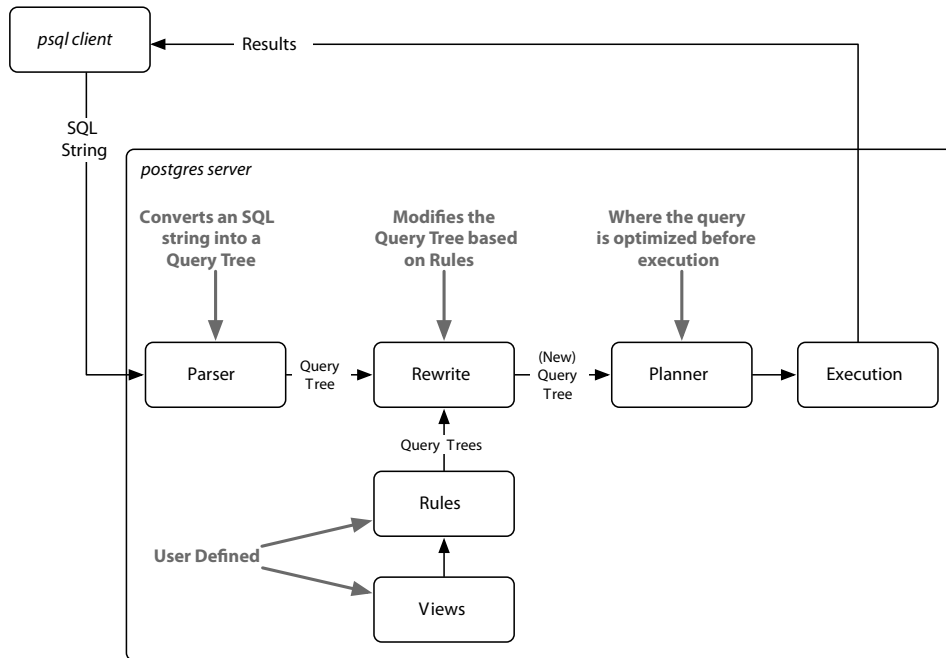 psql client
Results
SQL
String
postgres server
Converts an SQL
string into a
Query Tree
Modifies the
Query Tree based
on Rules
Where the query
is optimized before
execution
Parser
Query
Tree
Rewrite
(New)
Query
Tree
Planner
Execution
Query Trees
Rules
User Defined
Views